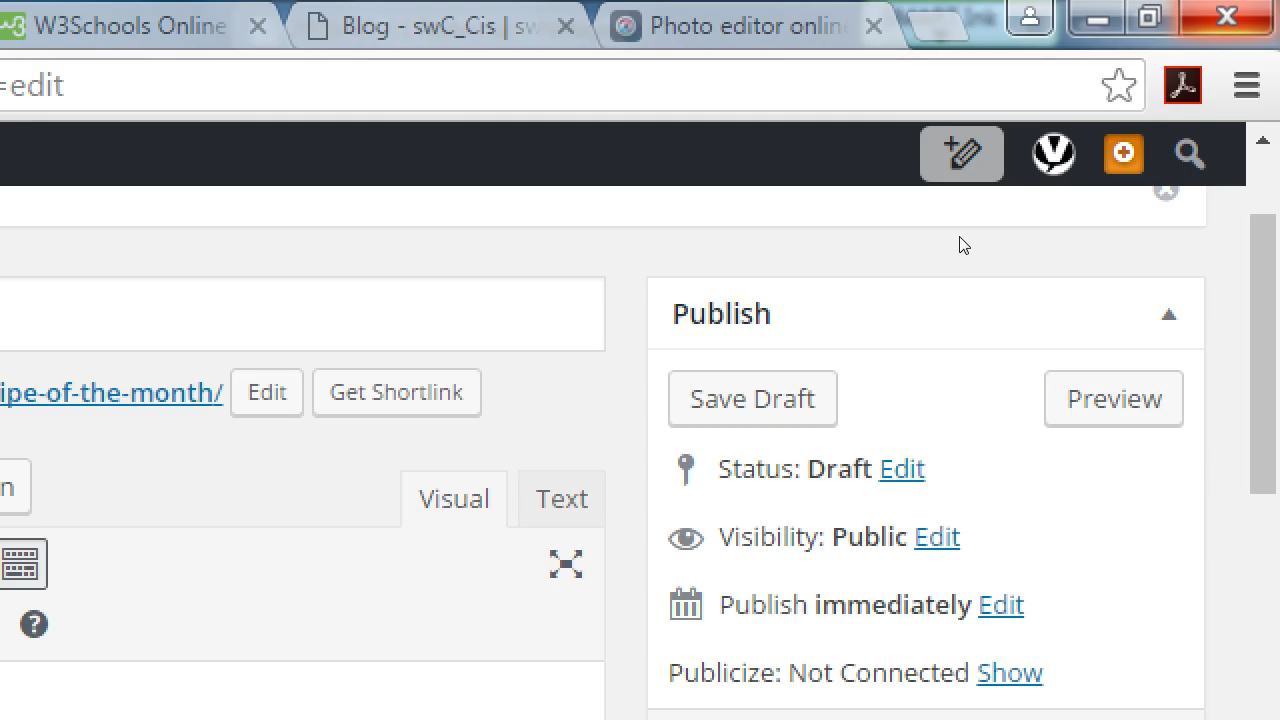 W3Schools Online
Blog - swC_Cis | sw
Photo editor online
=edit
Publish
ipe-of-the-month/ Edit Get Shortlink
Save Draft Preview
Status: Draft Edit
n Visual Text
Visibility: Public Edit
Publish immediately Edit
Publicize: Not Connected Show